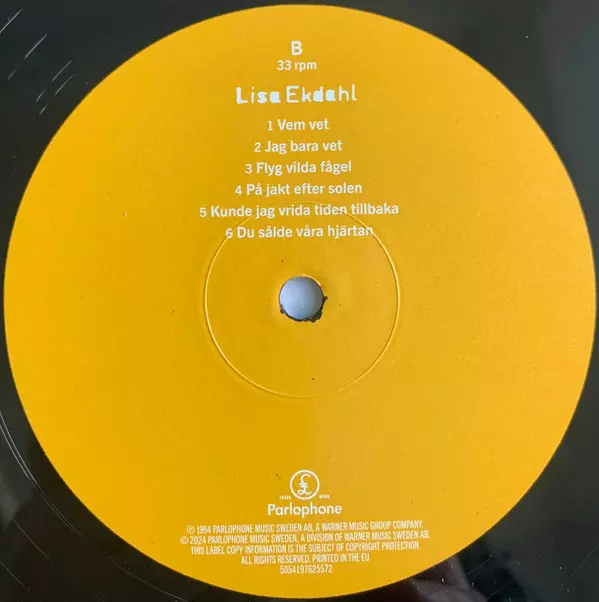 B
33 rpm
Lisa Ekdahl
1 Vem vet
2 Jag bara vet
3 Flyg vilda fågel
4 På jakt efter solen
5 Kunde jag vrida tiden tillbaka
6 Du sålde våra hjärtan
£
TRADE MARK
Parlophone
℗ 1994 PARLOPHONE MUSIC SWEDEN AB, A WARNER MUSIC GROUP COMPANY.
© 2024 PARLOPHONE MUSIC SWEDEN, A DIVISION OF WARNER MUSIC SWEDEN AB.
THIS LABEL COPY INFORMATION IS THE SUBJECT OF COPYRIGHT PROTECTION.
ALL RIGHTS RESERVED. PRINTED IN THE EU.
5054197625572